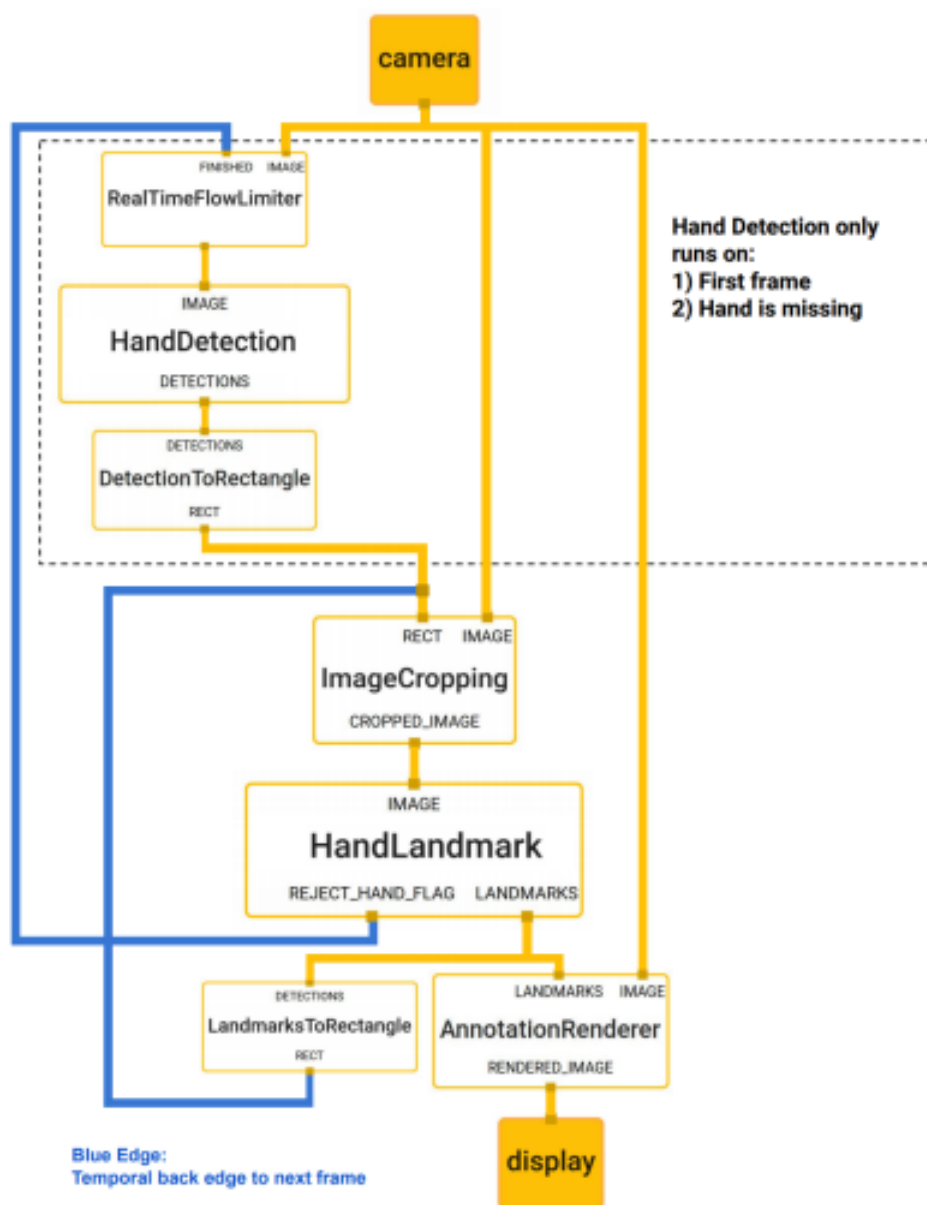 camera
FINISHED IMAGE
RealTimeFlowLimiter
Hand Detection only
runs on:
1) First frame
2) Hand is missing
IMAGE
HandDetection
DETECTIONS
DETECTIONS
DetectionToRectangle
RECT
RECT IMAGE
ImageCropping
CROPPED_IMAGE
IMAGE
HandLandmark
REJECT_HAND_FLAG LANDMARKS
DETECTIONS
LandmarksToRectangle
RECT
LANDMARKS IMAGE
AnnotationRenderer
RENDERED_IMAGE
display
Blue Edge:
Temporal back edge to next frame